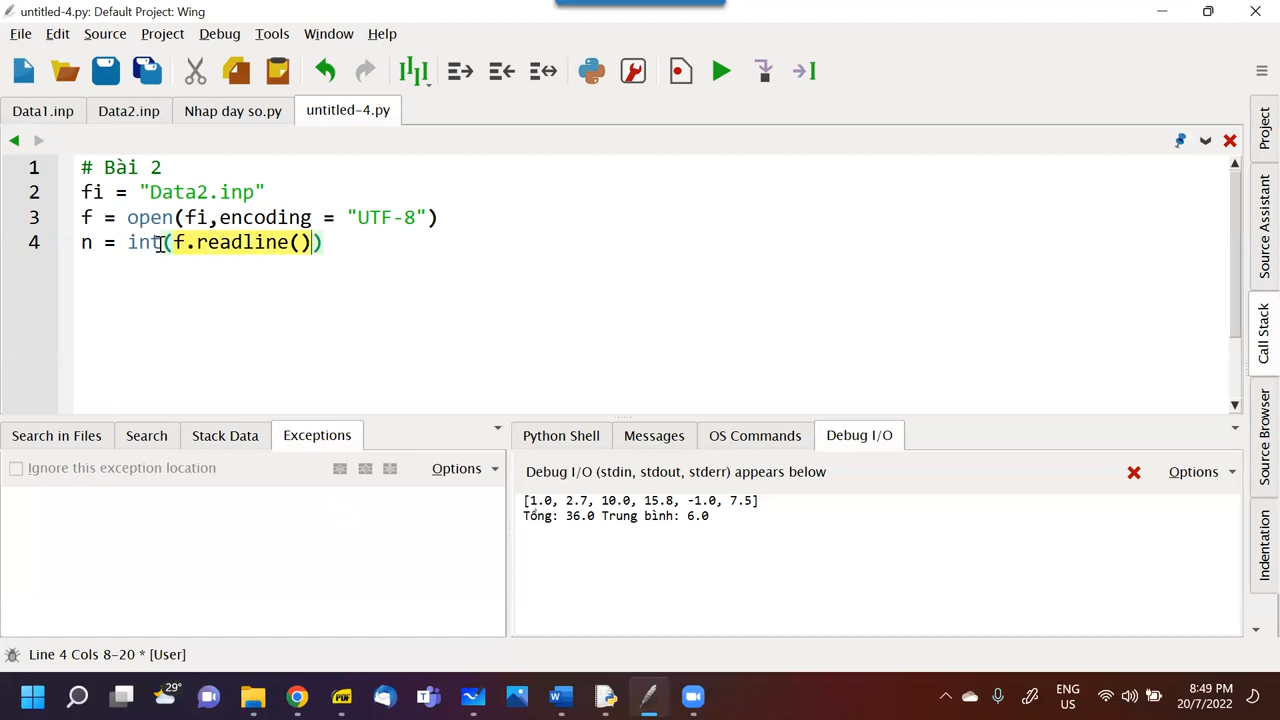 untitled-4.py: Default Project: Wing
File Edit Source Project Debug Tools Window Help
Data1.inp Data2.inp Nhap day so.py untitled-4.py
1 # Bài 2
2 fi = "Data2.inp"
3 f = open(fi,encoding = "UTF-8")
4 n = int(f.readline())
Project
Source Assistant
Call Stack
Source Browser
Indentation
Search in Files Search Stack Data Exceptions
Ignore this exception location Options
Python Shell Messages OS Commands Debug I/O
Debug I/O (stdin, stdout, stderr) appears below Options
[1.0, 2.7, 10.0, 15.8, -1.0, 7.5]
Tổng: 36.0 Trung bình: 6.0
Line 4 Cols 8-20 * [User]
29°
PDF
ENG
US
8:49 PM
20/7/2022